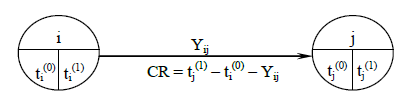 i
Y_ij
j
t_i^(0) t_i^(1)
CR = t_j^(1) – t_i^(0) – Y_ij
t_j^(0) t_j^(1)